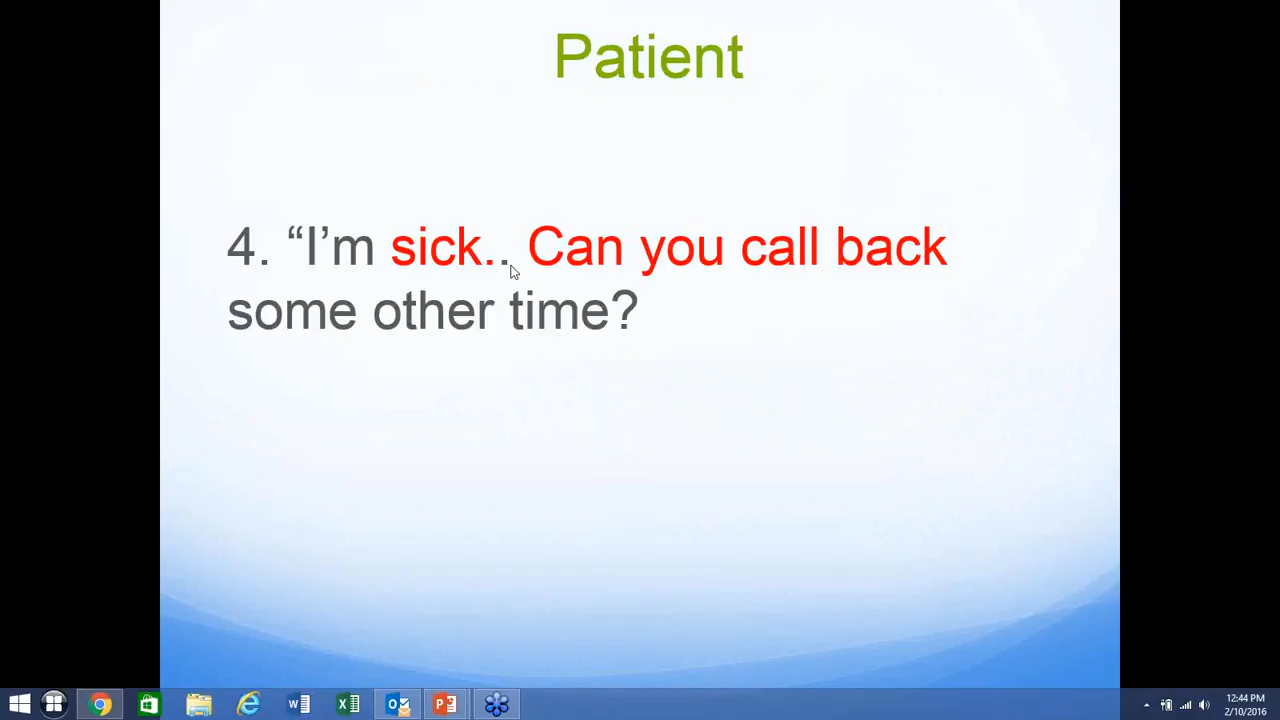 Patient
4. “I’m sick.. Can you call back
some other time?
12:44 PM
2/10/2016